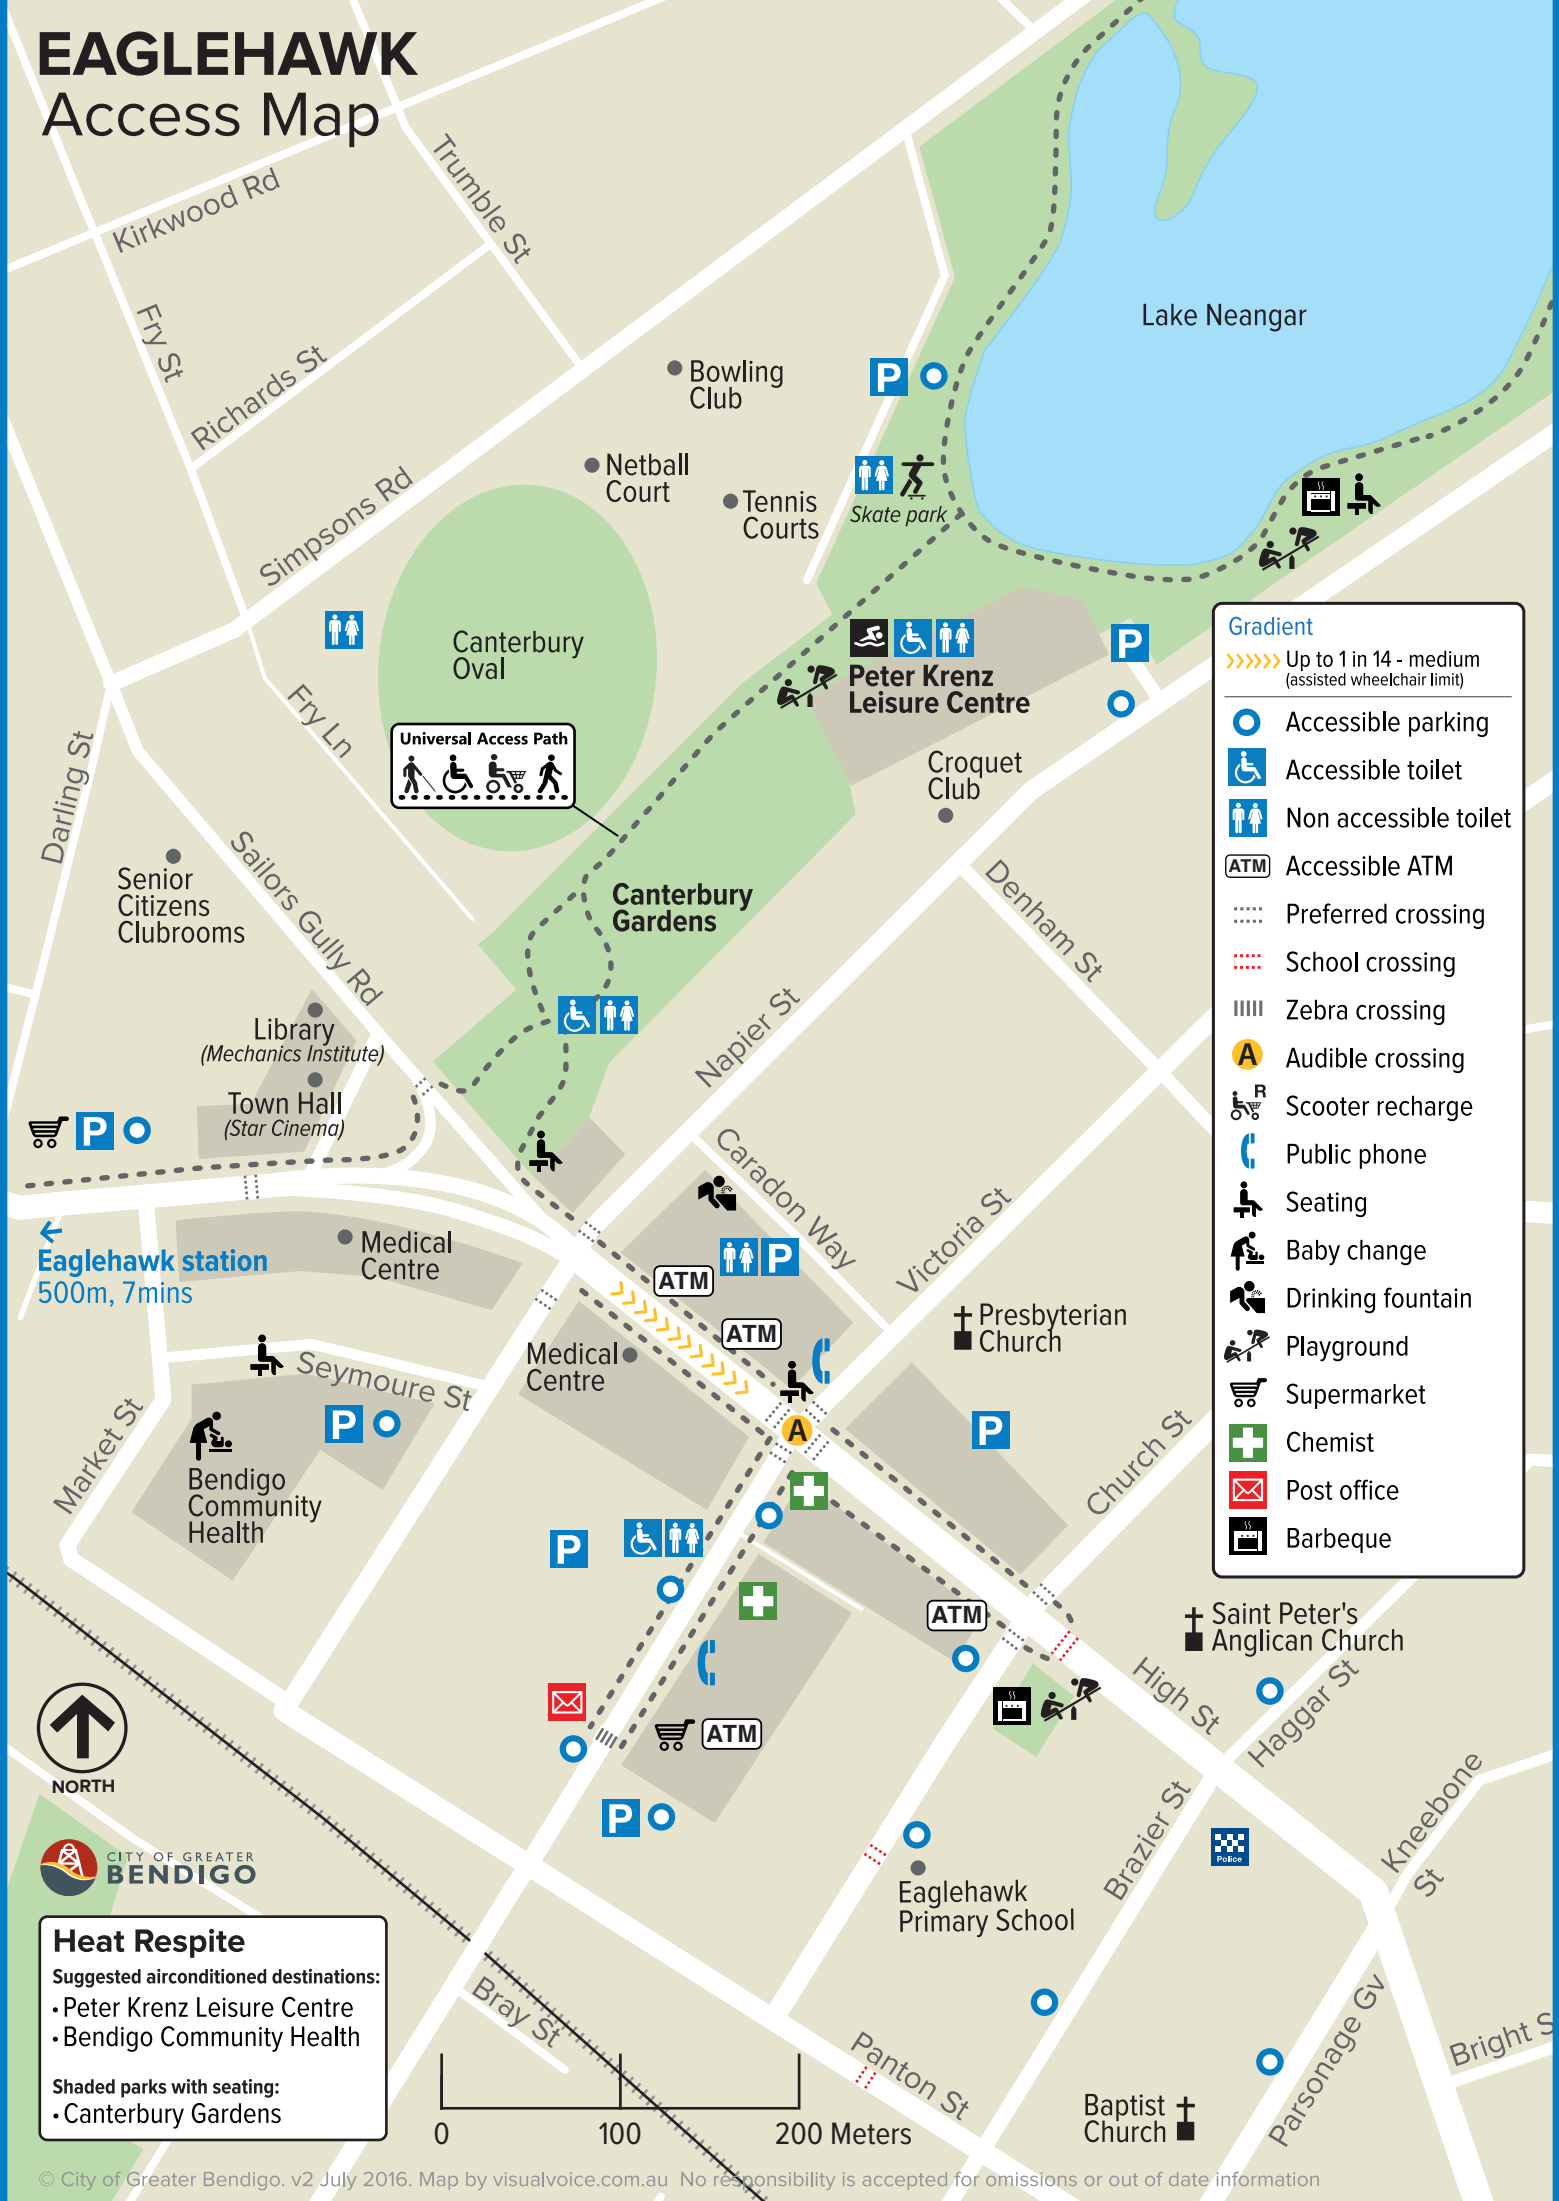 EAGLEHAWK
Access Map
Kirkwood Rd
Trumble St
Fry St
Richards St
Simpsons Rd
Lake Neangar
Bowling
Club
P
Netball
Court
Tennis
Courts
Skate park
Canterbury
Oval
Fry Ln
Peter Krenz
Leisure Centre
P
Universal Access Path
Croquet
Club
Darling St
Sailors Gully Rd
Senior
Citizens
Clubrooms
Canterbury
Gardens
Denham St
Napier St
Library
(Mechanics Institute)
Town Hall
(Star Cinema)
P
Caradon Way
Victoria St
Eaglehawk station
500m, 7mins
Medical
Centre
P
ATM
ATM
Medical
Centre
Presbyterian
Church
Seymoure St
P
Market St
Bendigo
Community
Health
A
P
Church St
P
ATM
Saint Peter's
Anglican Church
High St
Haggar St
ATM
P
Kneebone
St
Brazier St
Police
Eaglehawk
Primary School
Bray St
Panton St
Parsonage Gv
Bright S
Baptist
Church
Gradient
Up to 1 in 14 - medium
(assisted wheelchair limit)
Accessible parking
Accessible toilet
Non accessible toilet
ATM Accessible ATM
Preferred crossing
School crossing
Zebra crossing
A Audible crossing
R Scooter recharge
Public phone
Seating
Baby change
Drinking fountain
Playground
Supermarket
Chemist
Post office
Barbeque
NORTH
CITY OF GREATER
BENDIGO
Heat Respite
Suggested airconditioned destinations:
• Peter Krenz Leisure Centre
• Bendigo Community Health
Shaded parks with seating:
• Canterbury Gardens
0 100 200 Meters
© City of Greater Bendigo. v2 July 2016. Map by visualvoice.com.au No responsibility is accepted for omissions or out of date information